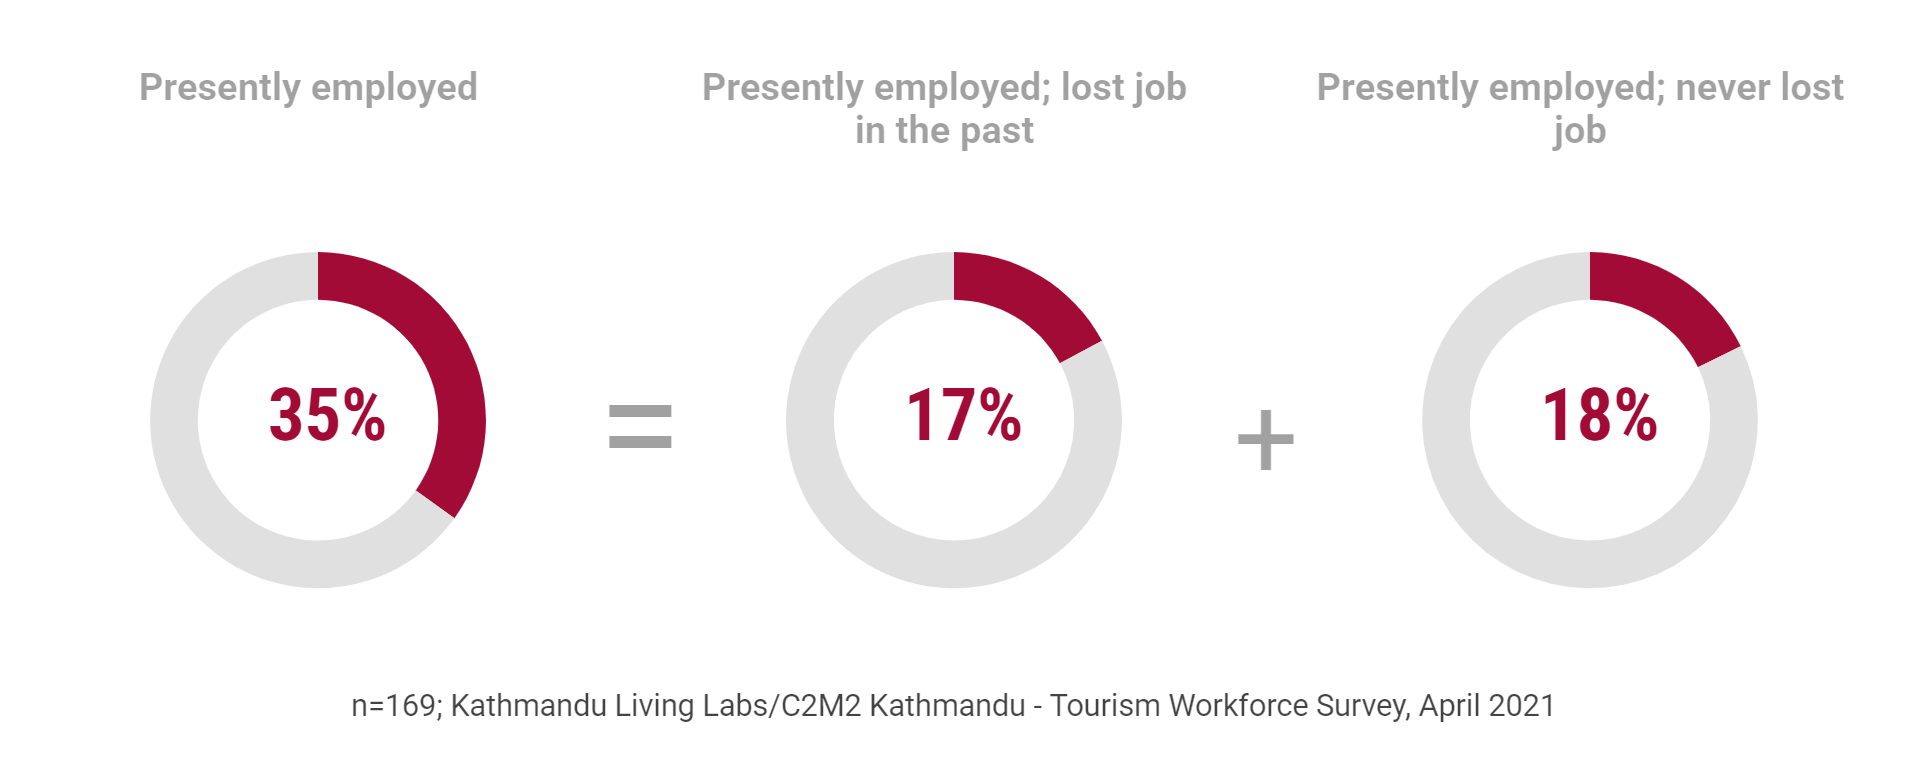 Presently employed
Presently employed; lost job
in the past
Presently employed; never lost
job
35%
=
17%
+
18%
n=169; Kathmandu Living Labs/C2M2 Kathmandu - Tourism Workforce Survey, April 2021